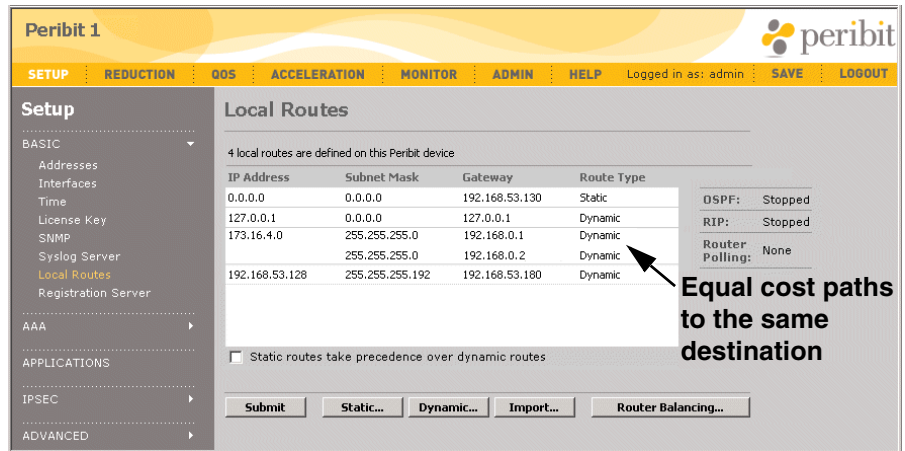 Peribit 1
peribit
SETUP REDUCTION QOS ACCELERATION MONITOR ADMIN HELP Logged in as: admin SAVE LOGOUT
Setup
BASIC
Addresses
Interfaces
Time
License Key
SNMP
Syslog Server
Local Routes
Registration Server
AAA
APPLICATIONS
IPSEC
ADVANCED
Local Routes
4 local routes are defined on this Peribit device
IP Address Subnet Mask Gateway Route Type
0.0.0.0 0.0.0.0 192.168.53.130 Static
127.0.0.1 0.0.0.0 127.0.0.1 Dynamic
173.16.4.0 255.255.255.0 192.168.0.1 Dynamic
255.255.255.0 192.168.0.2 Dynamic
192.168.53.128 255.255.255.192 192.168.53.180 Dynamic
OSPF: Stopped
RIP: Stopped
Router Polling: None
Equal cost paths
to the same
destination
Static routes take precedence over dynamic routes
Submit Static... Dynamic... Import... Router Balancing...